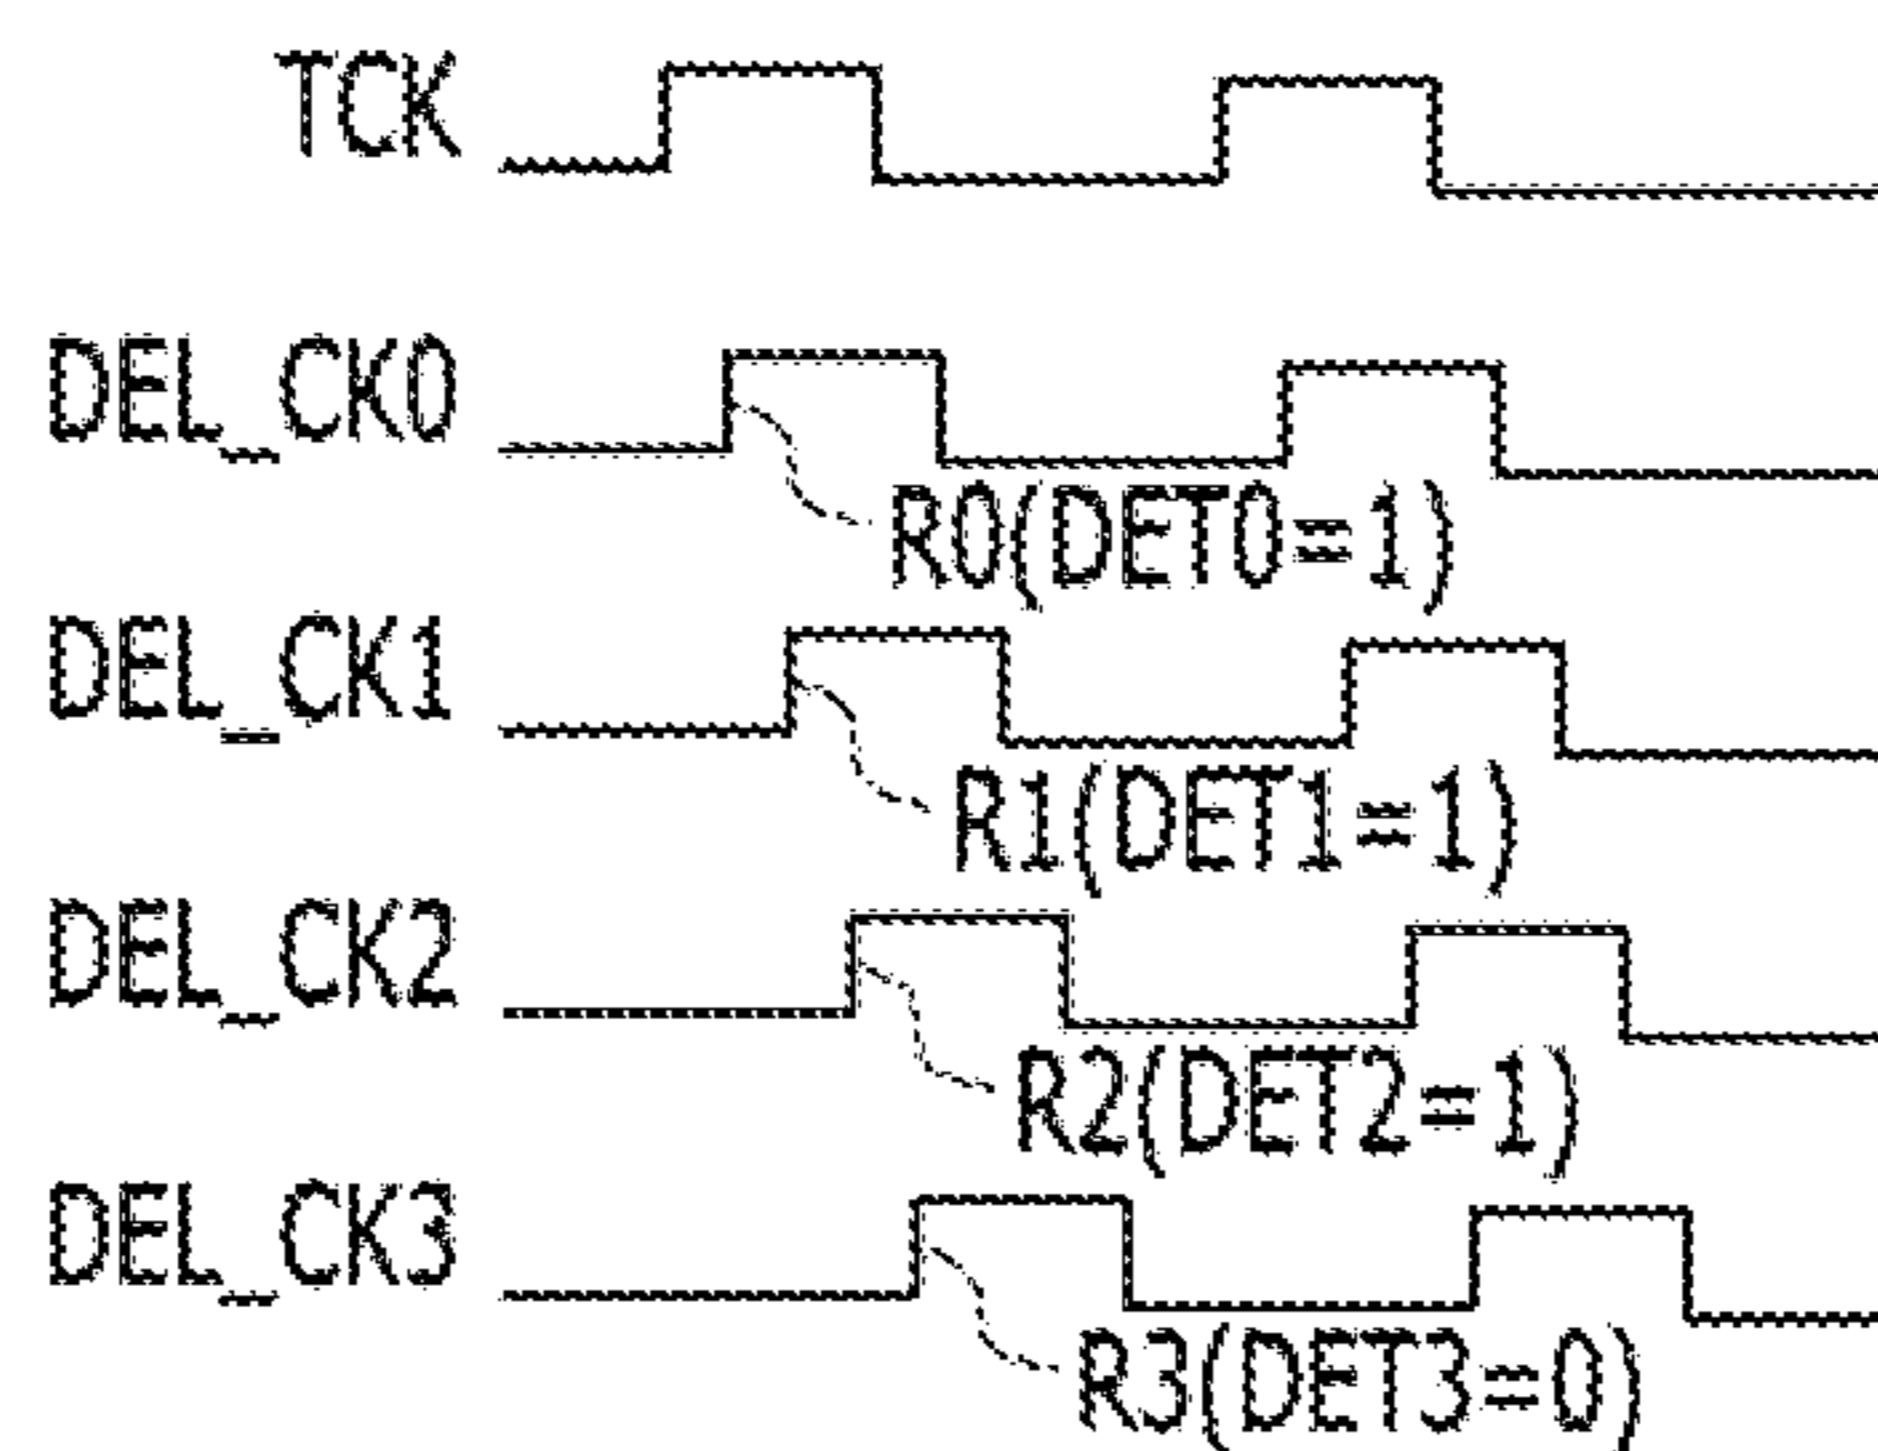 TCK
DEL_CK0
R0(DET0=1)
DEL_CK1
R1(DET1=1)
DEL_CK2
R2(DET2=1)
DEL_CK3
R3(DET3=0)